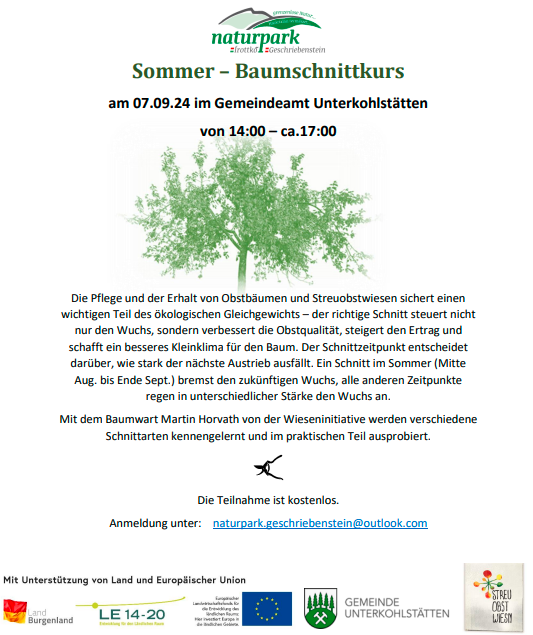 grenzenlose Natur...
naturpark
Írottkő Geschriebenstein
Sommer – Baumschnittkurs
am 07.09.24 im Gemeindeamt Unterkohlstätten
von 14:00 – ca.17:00
Die Pflege und der Erhalt von Obstbäumen und Streuobstwiesen sichert einen
wichtigen Teil des ökologischen Gleichgewichts – der richtige Schnitt steuert nicht
nur den Wuchs, sondern verbessert die Obstqualität, steigert den Ertrag und
schafft ein besseres Kleinklima für den Baum. Der Schnittzeitpunkt entscheidet
darüber, wie stark der nächste Austrieb ausfällt. Ein Schnitt im Sommer (Mitte
Aug. bis Ende Sept.) bremst den zukünftigen Wuchs, alle anderen Zeitpunkte
regen in unterschiedlicher Stärke den Wuchs an.
Mit dem Baumwart Martin Horvath von der Wieseninitiative werden verschiedene
Schnittarten kennengelernt und im praktischen Teil ausprobiert.
Die Teilnahme ist kostenlos.
Anmeldung unter: naturpark.geschriebenstein@outlook.com
Mit Unterstützung von Land und Europäischer Union
Land
Burgenland
LE 14-20
Entwicklung für den Ländlichen Raum
Europäischer
Landwirtschaftsfonds für
die Entwicklung des
ländlichen Raums:
Hier investiert Europa in
die ländlichen Gebiete
GEMEINDE
UNTERKOHLSTÄTTEN
STREU
OBST
WIESN